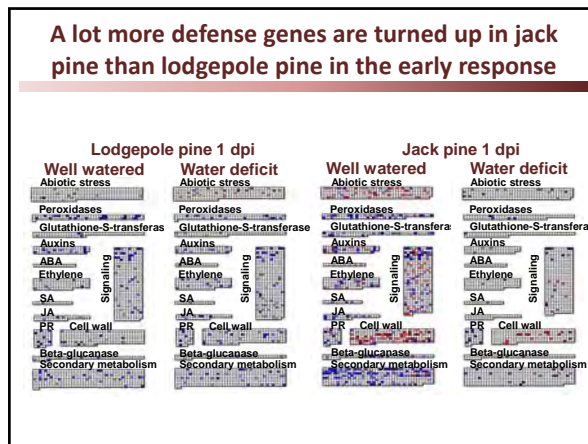 A lot more defense genes are turned up in jack
pine than lodgepole pine in the early response
Lodgepole pine 1 dpi
Well watered
Abiotic stress
Peroxidases
Glutathione-S-transferas
Auxins
ABA
Ethylene
SA
JA
PR
Cell wall
Beta-glucanase
Secondary metabolism
Signaling
Water deficit
Abiotic stress
Peroxidases
Glutathione-S-transferase
Auxins
ABA
Ethylene
SA
JA
PR
Cell wall
Beta-glucanase
Secondary metabolism
Signaling
Jack pine 1 dpi
Well watered
Abiotic stress
Peroxidases
Glutathione-S-transferas
Auxins
ABA
Ethylene
SA
JA
PR
Cell wall
Beta-glucanase
Secondary metabolism
Signaling
Water deficit
Abiotic stress
Peroxidases
Glutathione-S-transfera
Auxins
ABA
Ethylene
SA
JA
PR
Cell wall
Beta-glucanase
Secondary metabolism
Signaling